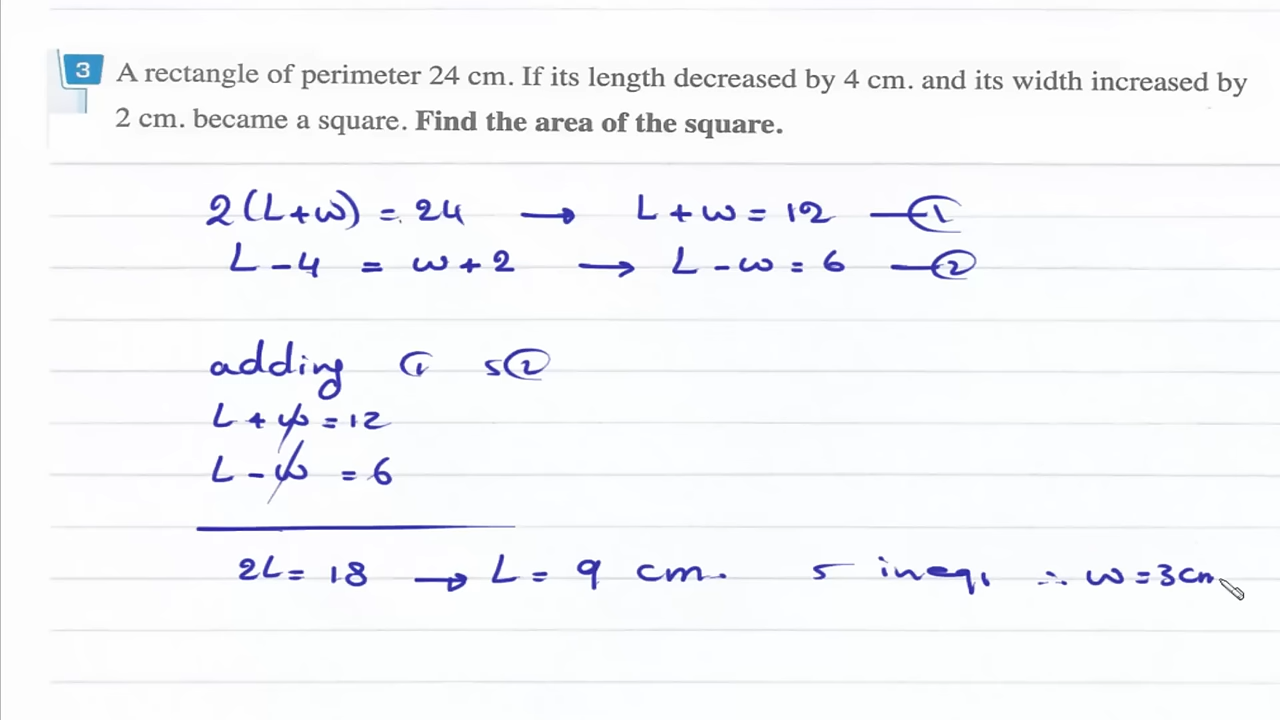 3 A rectangle of perimeter 24 cm. If its length decreased by 4 cm. and its width increased by
2 cm. became a square. Find the area of the square.
2(L+w) = 24 → L+w = 12 — ①
L-4 = w+2 → L-w = 6 — ②
adding ① ②
L+w = 12
L-w = 6
2L = 18 → L = 9 cm. in eq1 ∴ w = 3cm